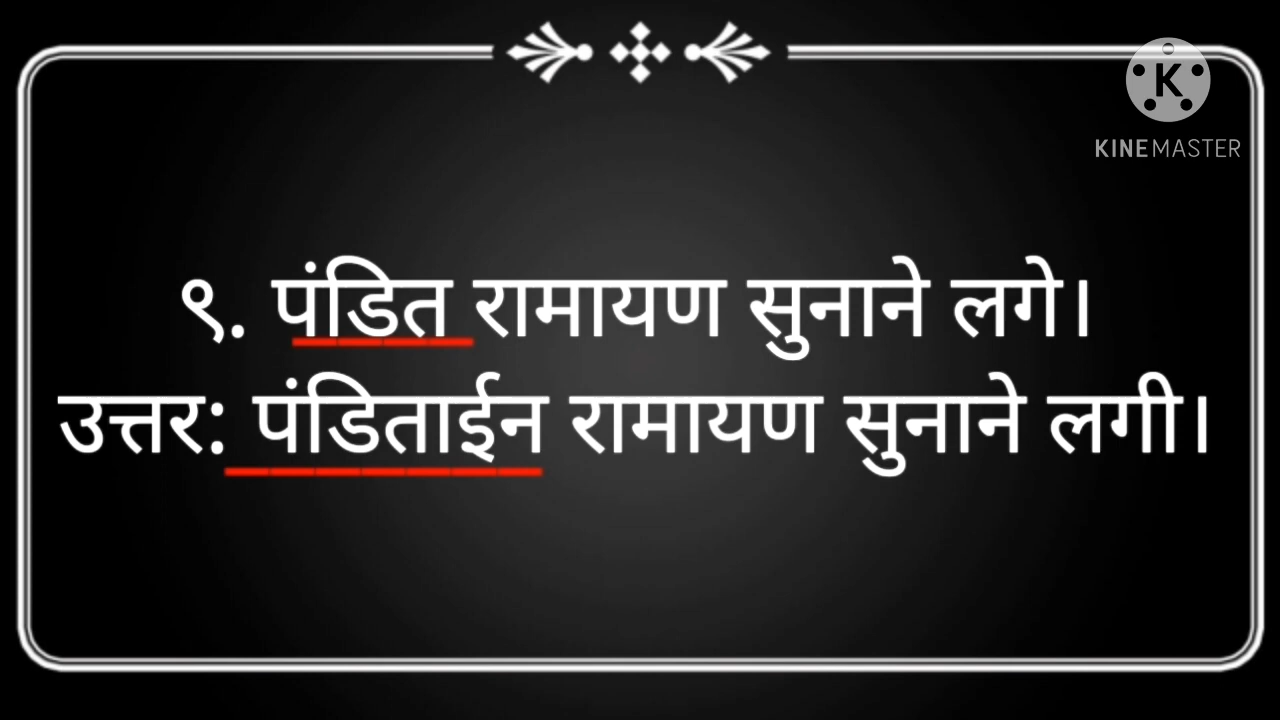 KINEMASTER
९. पंडित रामायण सुनाने लगे।
उत्तर: पंडिताईन रामायण सुनाने लगी।